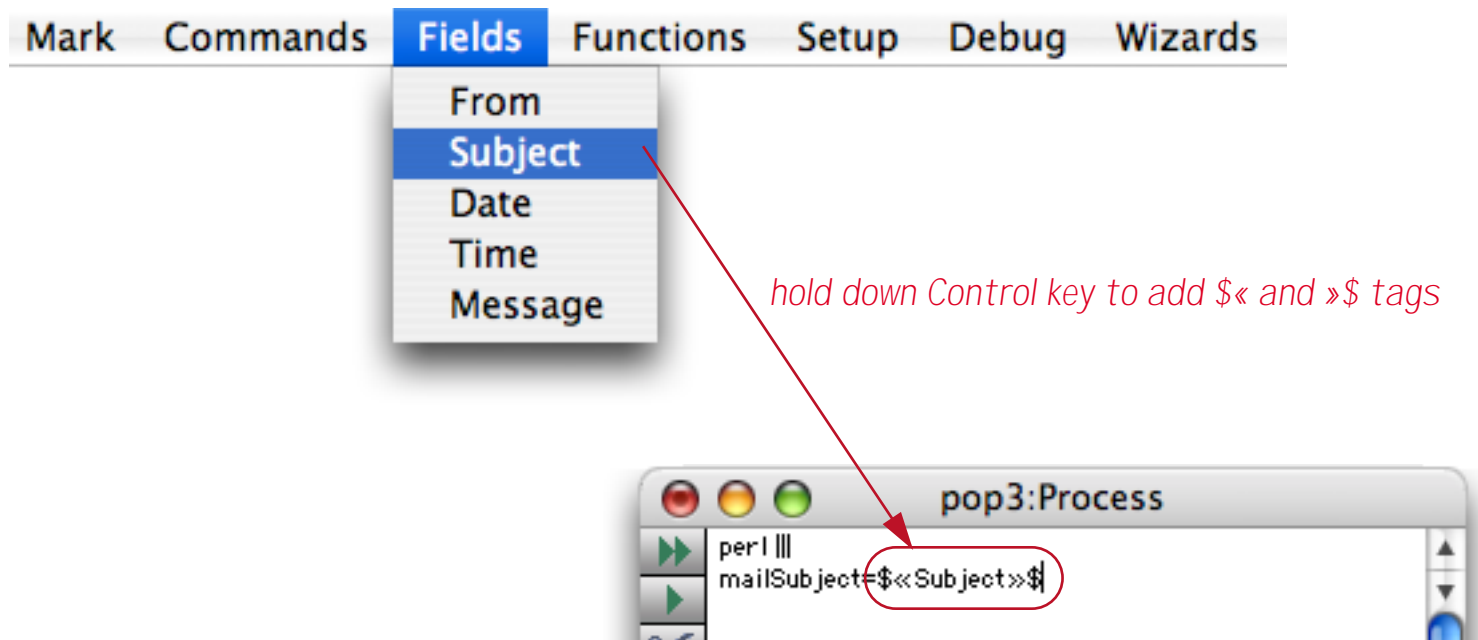 Mark Commands Fields Functions Setup Debug Wizards
From
Subject
Date
Time
Message
hold down Control key to add $« and »$ tags
pop3:Process
perl |||
mailSubject=$«Subject»$